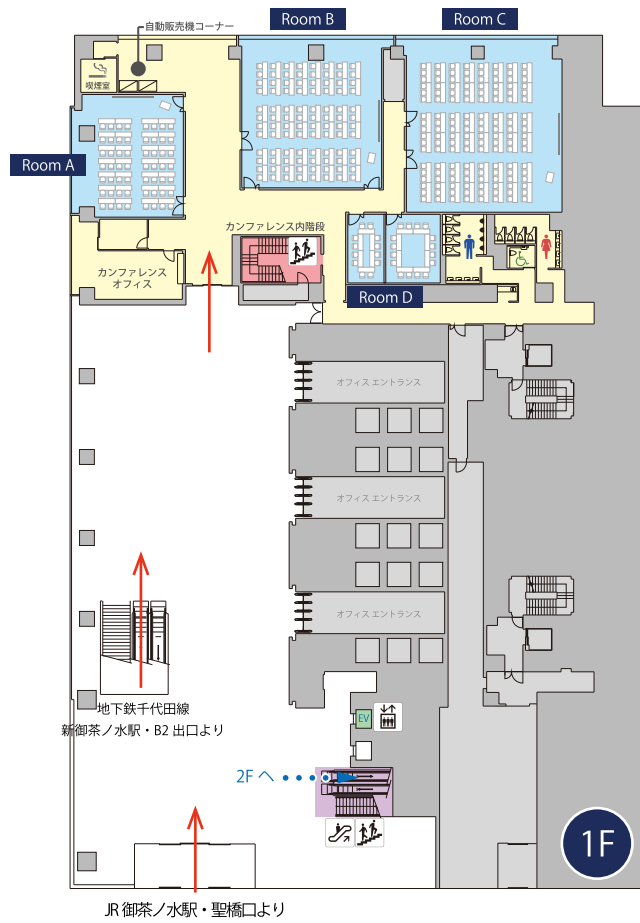 Room B
Room C
自動販売機コーナー
喫煙室
Room A
カンファレンス内階段
カンファレンス
オフィス
Room D
オフィス エントランス
オフィス エントランス
オフィス エントランス
地下鉄千代田線
新御茶ノ水駅・B2 出口より
EV
2F へ
1F
JR 御茶ノ水駅・聖橋口より